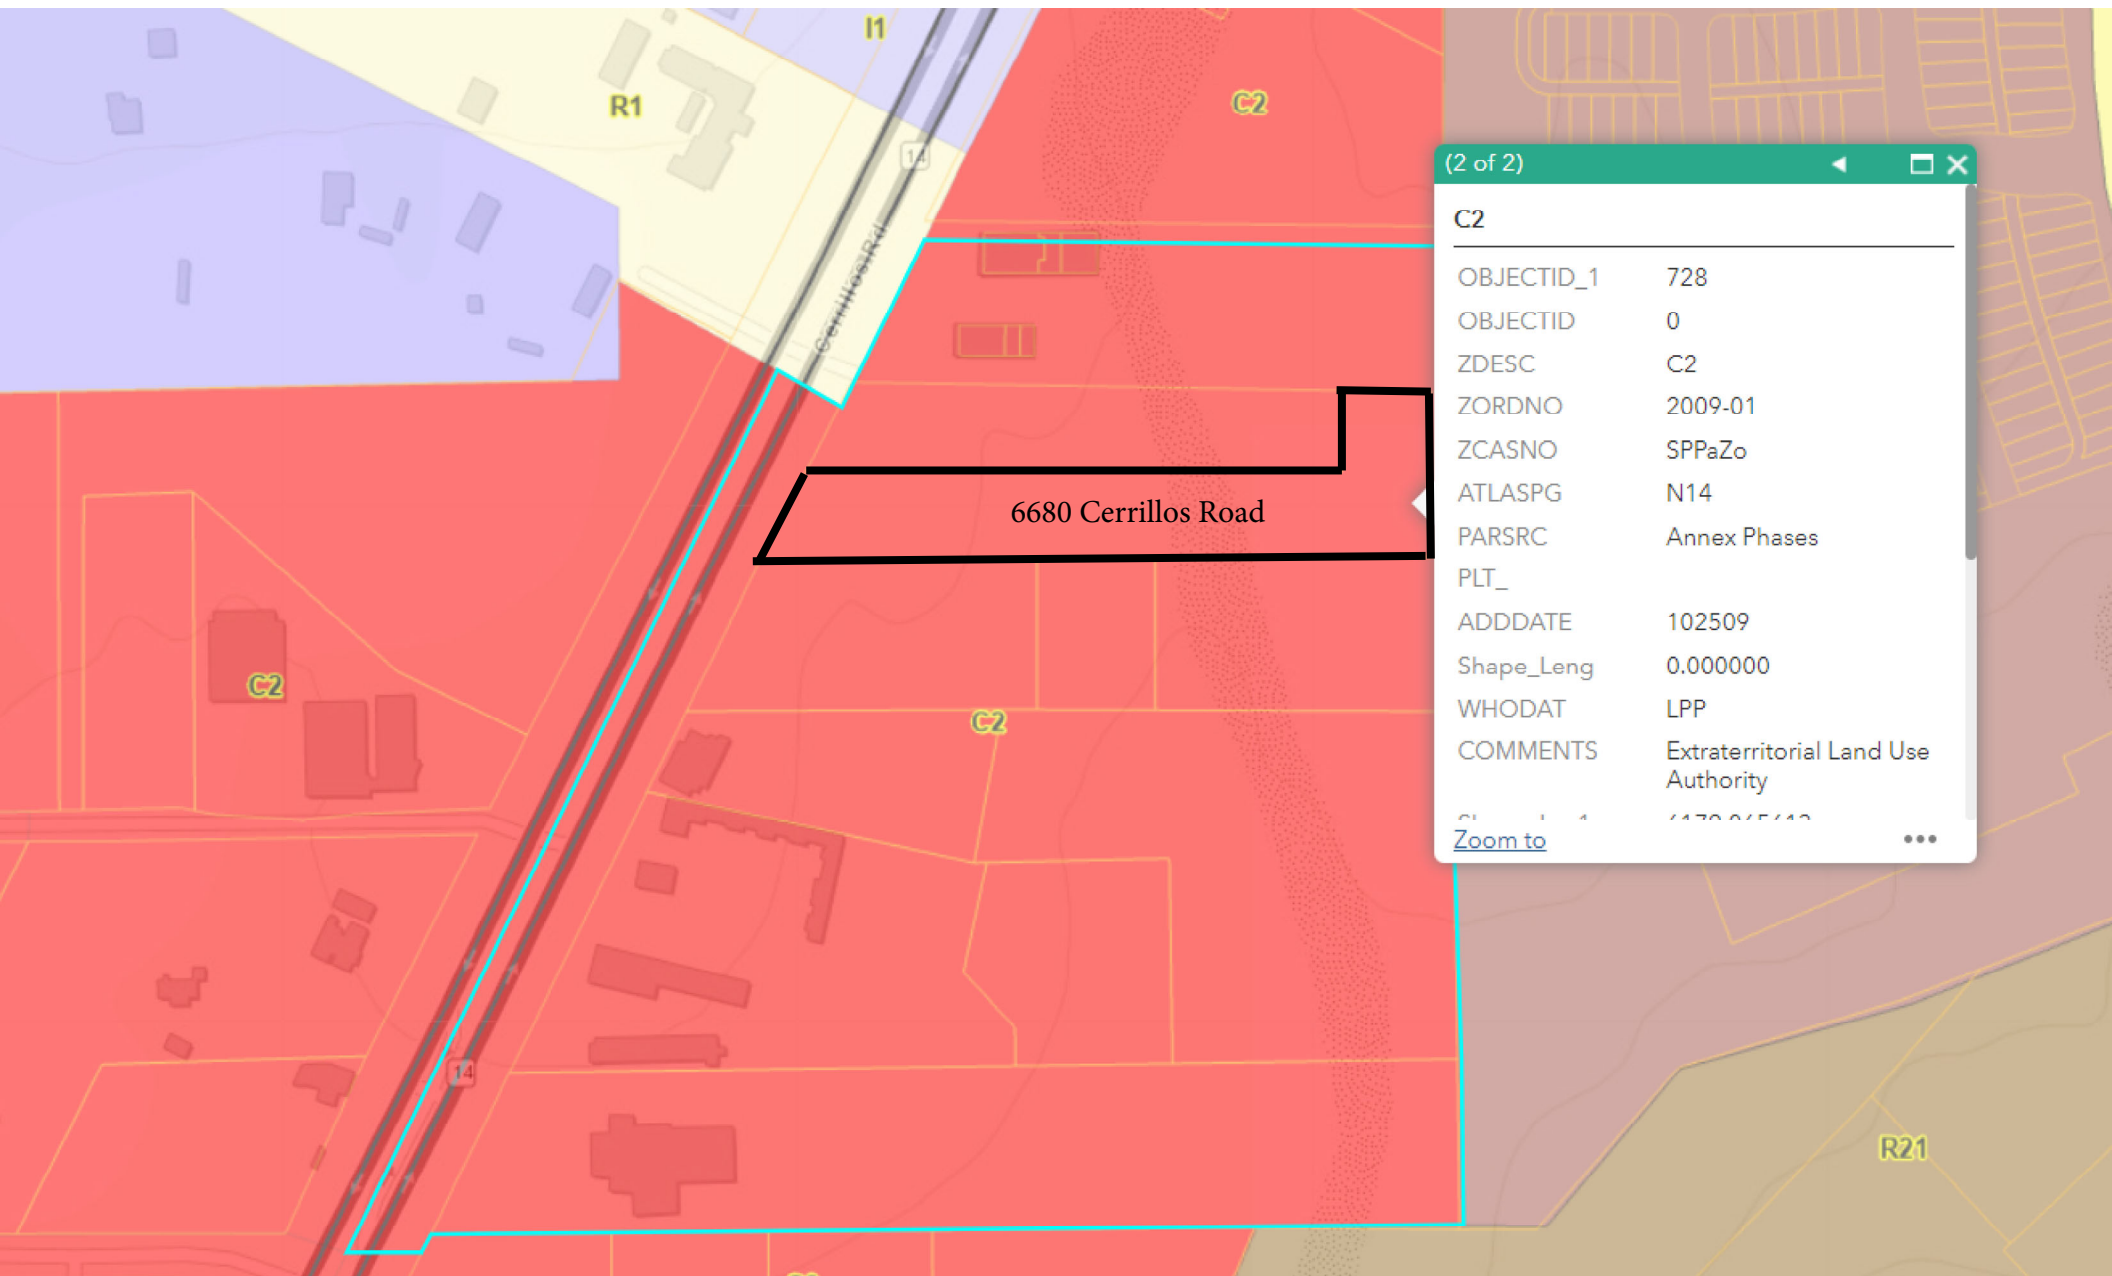 I1
R1
C2
14
Cerrillos Rd
(2 of 2)
C2
OBJECTID_1 728
OBJECTID 0
ZDESC C2
ZORDNO 2009-01
ZCASNO SPPaZo
ATLASPG N14
PARSRC Annex Phases
PLT_
ADDDATE 102509
Shape_Leng 0.000000
WHODAT LPP
COMMENTS Extraterritorial Land Use
Authority
Zoom to
6680 Cerrillos Road
C2
C2
14
R21